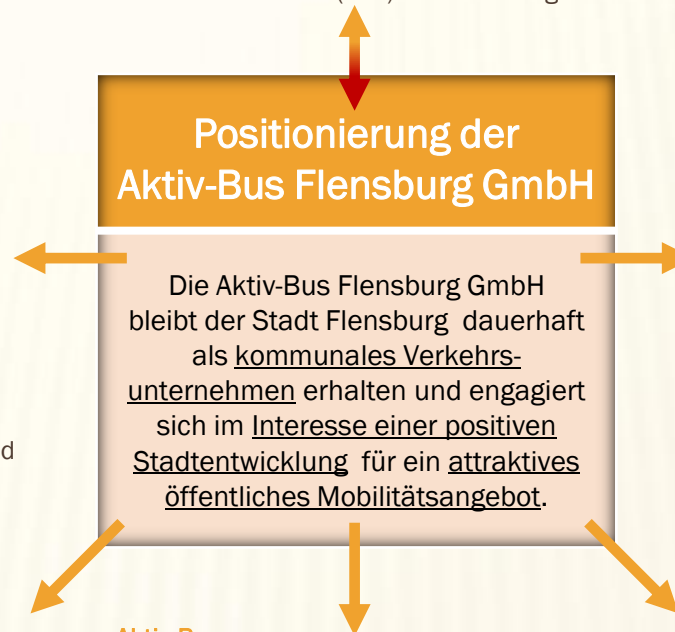 Positionierung der
Aktiv-Bus Flensburg GmbH
Die Aktiv-Bus Flensburg GmbH
bleibt der Stadt Flensburg dauerhaft
als kommunales Verkehrs-
unternehmen erhalten und engagiert
sich im Interesse einer positiven
d
Stadtentwicklung für ein attraktives
öffentliches Mobilitätsangebot.